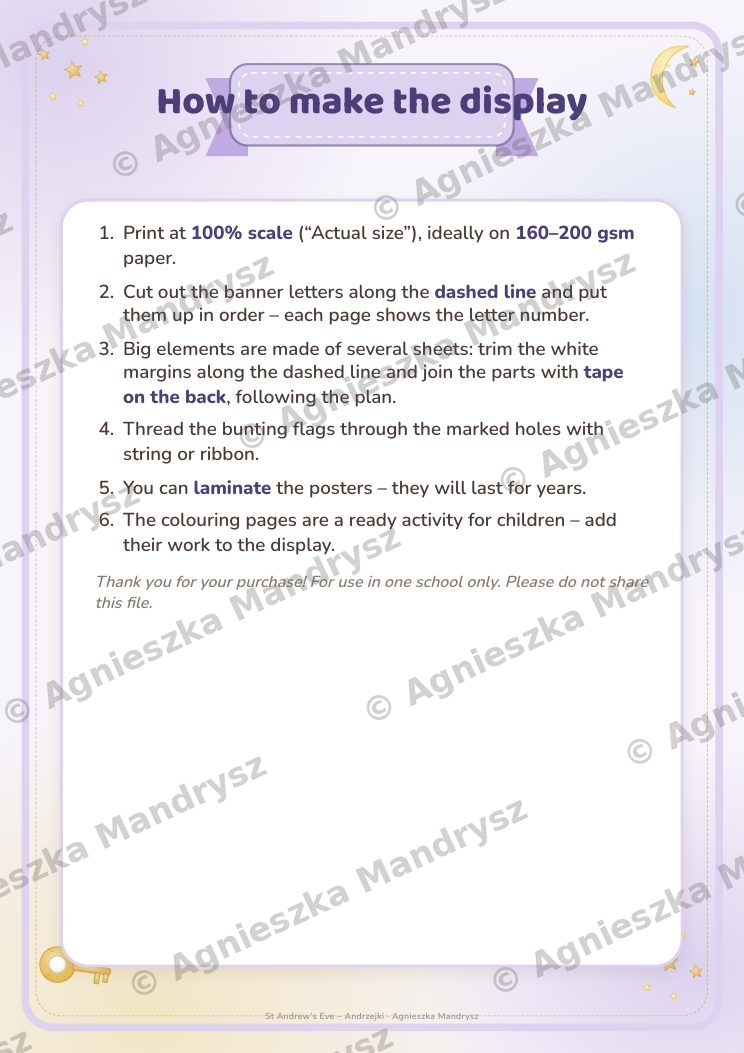 How to make the display
1. Print at 100% scale (“Actual size”), ideally on 160–200 gsm
paper.
2. Cut out the banner letters along the dashed line and put
them up in order – each page shows the letter number.
3. Big elements are made of several sheets: trim the white
margins along the dashed line and join the parts with tape
on the back, following the plan.
4. Thread the bunting flags through the marked holes with
string or ribbon.
5. You can laminate the posters – they will last for years.
6. The colouring pages are a ready activity for children – add
their work to the display.
Thank you for your purchase! For use in one school only. Please do not share
this file.
St Andrew's Eve – Andrzejki · Agnieszka Mandrysz
© Agnieszka Mandrysz